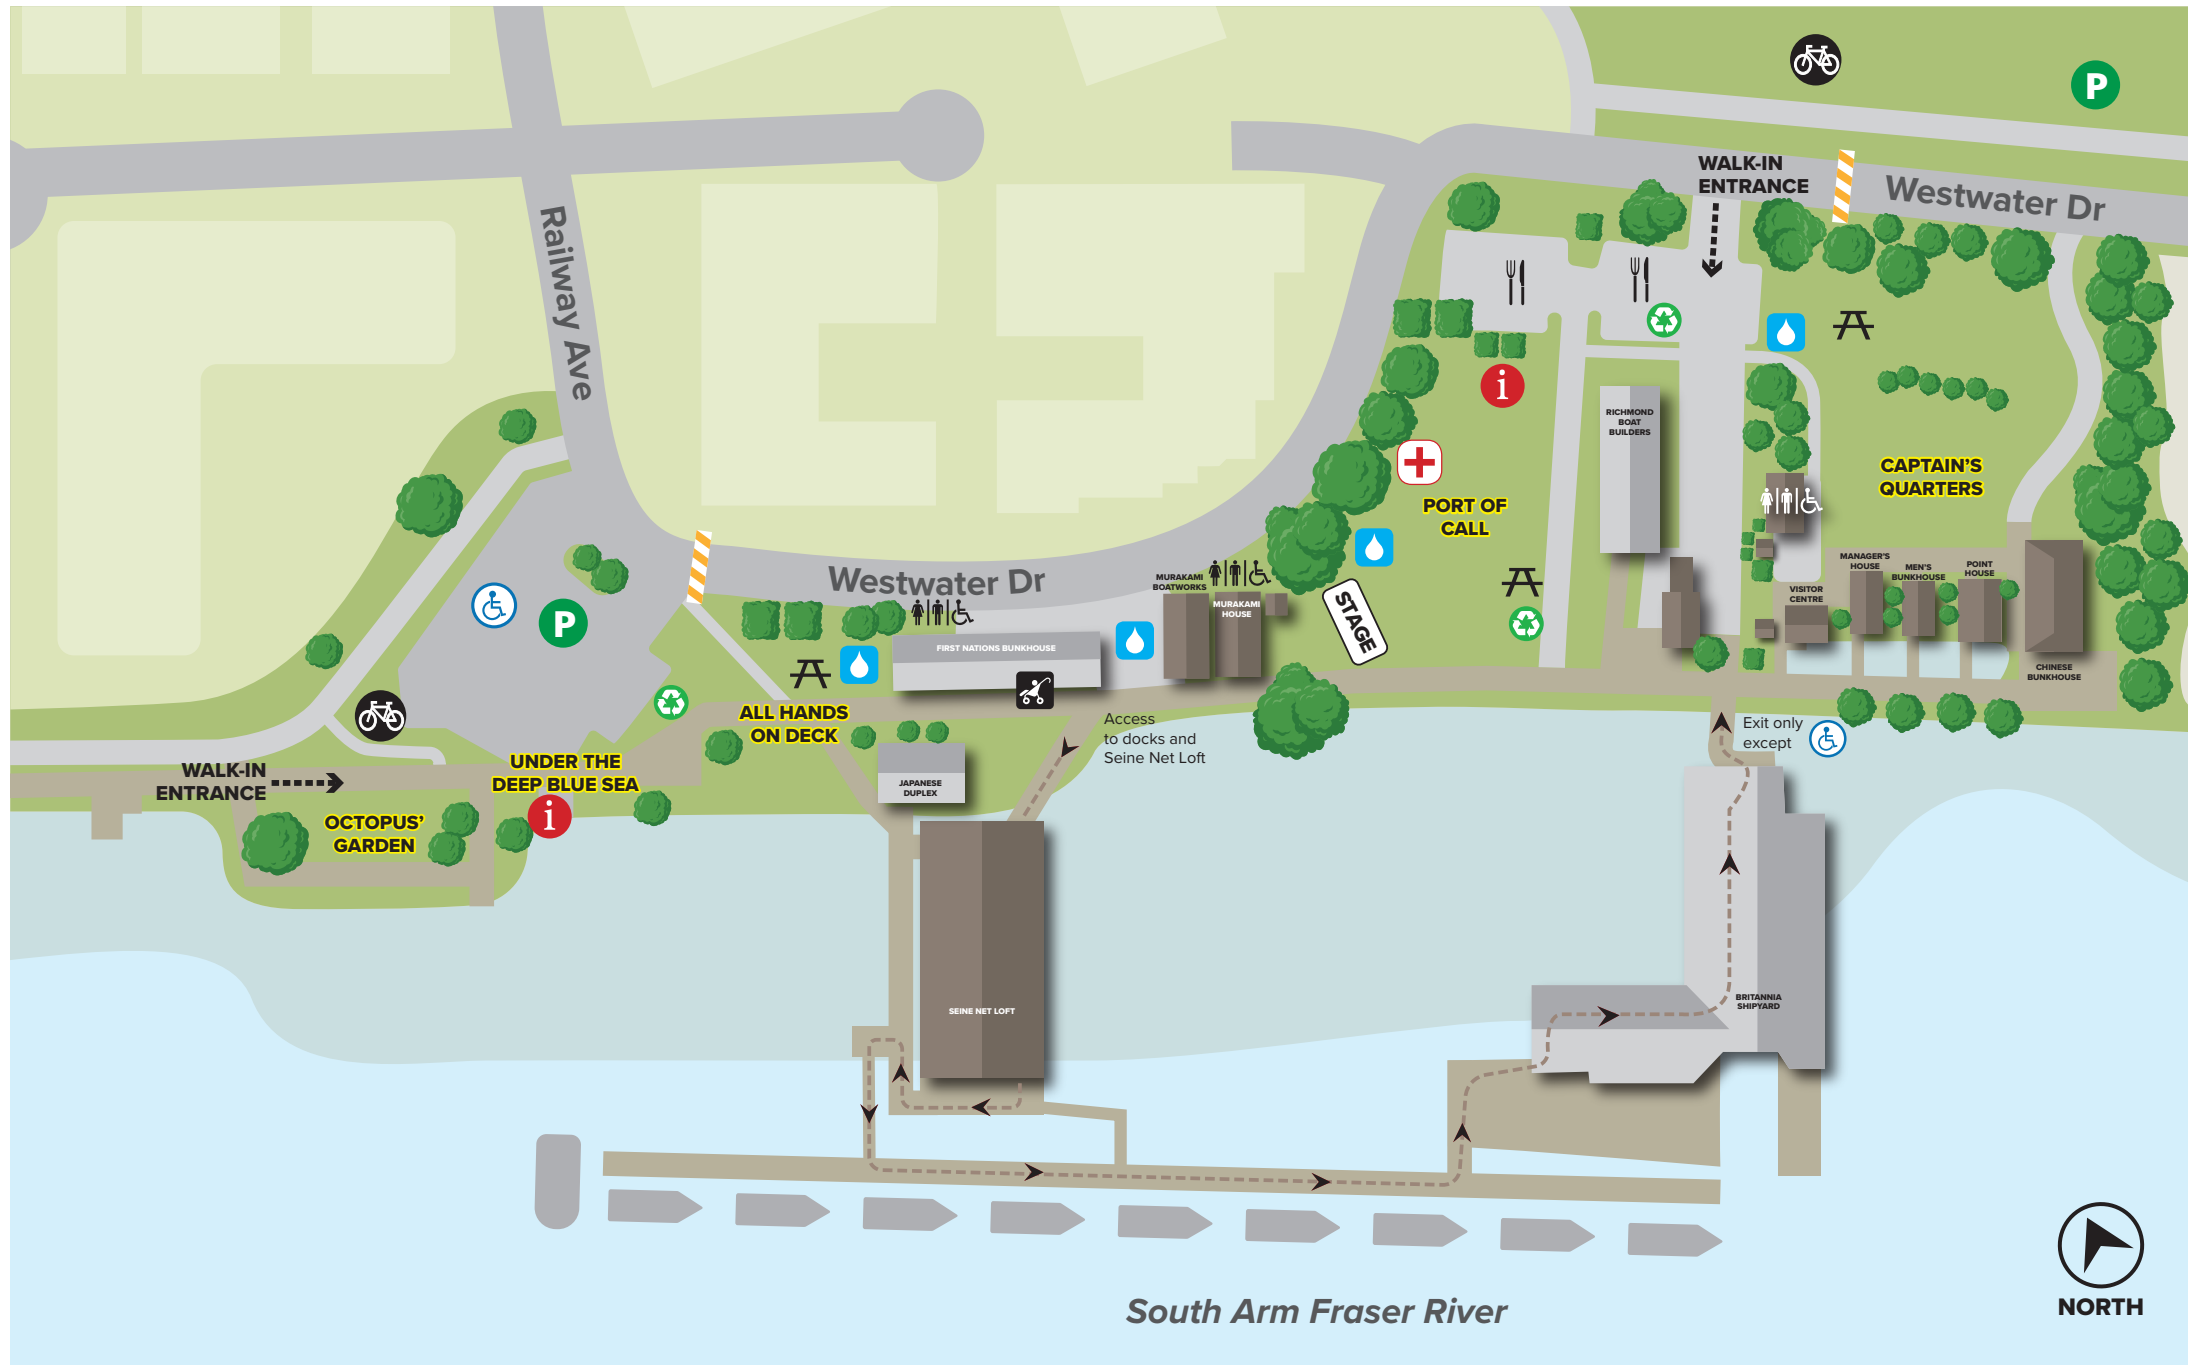 P
WALK-IN
ENTRANCE
Westwater Dr
Railway Ave
i
CAPTAIN'S
QUARTERS
RICHMOND
BOAT
BUILDERS
PORT OF
CALL
STAGE
MANAGER'S
HOUSE
MEN'S
BUNKHOUSE
POINT
HOUSE
VISITOR
CENTRE
CHINESE
BUNKHOUSE
Westwater Dr
MURAKAMI
BOATWORKS
MURAKAMI
HOUSE
FIRST NATIONS BUNKHOUSE
P
ALL HANDS
ON DECK
Access
to docks and
Seine Net Loft
Exit only
except
UNDER THE
DEEP BLUE SEA
i
WALK-IN
ENTRANCE
OCTOPUS'
GARDEN
JAPANESE
DUPLEX
SEINE NET LOFT
BRITANNIA
SHIPYARD
South Arm Fraser River
NORTH